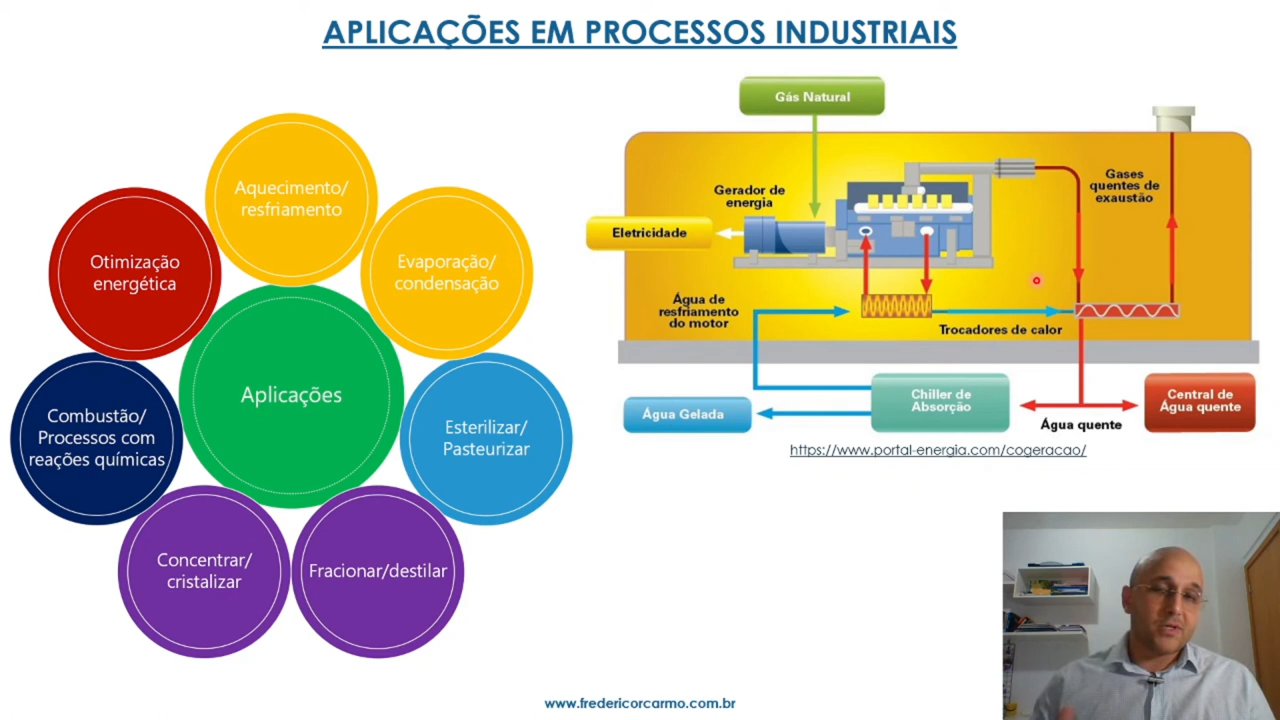 APLICAÇÕES EM PROCESSOS INDUSTRIAIS
Aquecimento/
resfriamento
Evaporação/
condensação
Esterilizar/
Pasteurizar
Fracionar/destilar
Concentrar/
cristalizar
Combustão/
Processos com
reações químicas
Otimização
energética
Aplicações
Gás Natural
Gerador de
energia
Eletricidade
Gases
quentes de
exaustão
Água de
resfriamento
do motor
Trocadores de calor
Chiller de
Absorção
Água Gelada
Água quente
Central de
Água quente
https://www.portal-energia.com/cogeracao/
www.fredericorcarmo.com.br